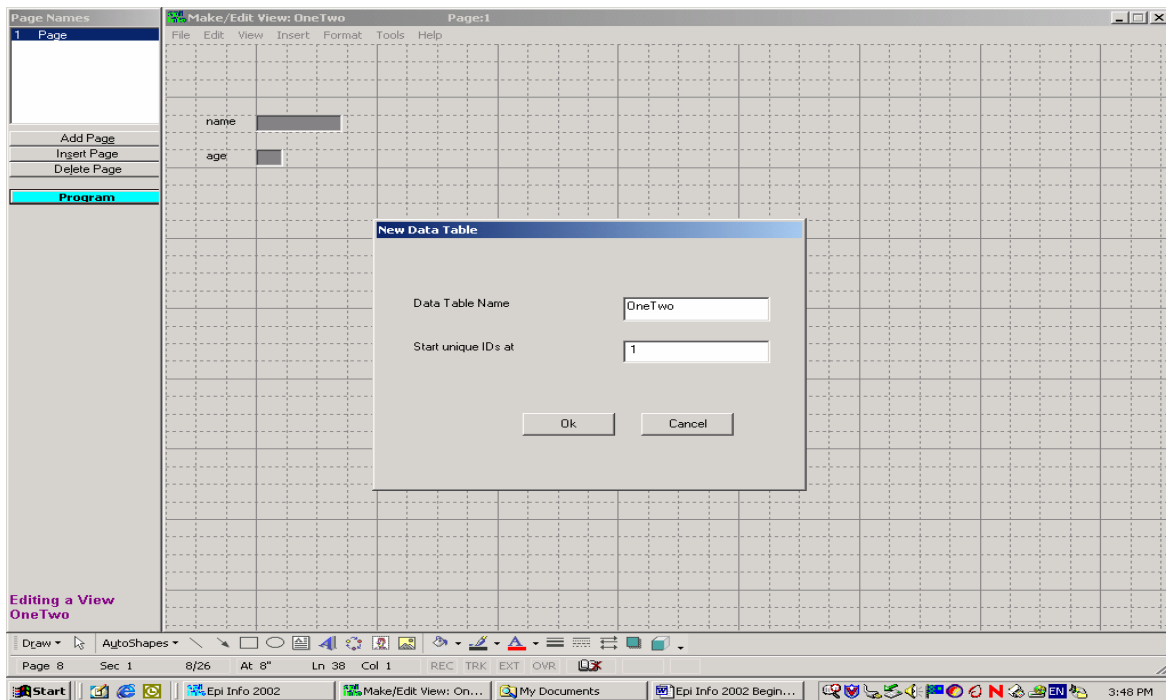 Page Names
1 Page
Add Page
Insert Page
Delete Page
Program
Editing a View
OneTwo
Make/Edit View: OneTwo Page:1
File Edit View Insert Format Tools Help
name
age
New Data Table
Data Table Name OneTwo
Start unique IDs at 1
Ok Cancel
Draw AutoShapes
Page 8 Sec 1 8/26 At 8" Ln 38 Col 1 REC TRK EXT OVR
Start Epi Info 2002 Make/Edit View: On... My Documents Epi Info 2002 Begin... EN 3:48 PM